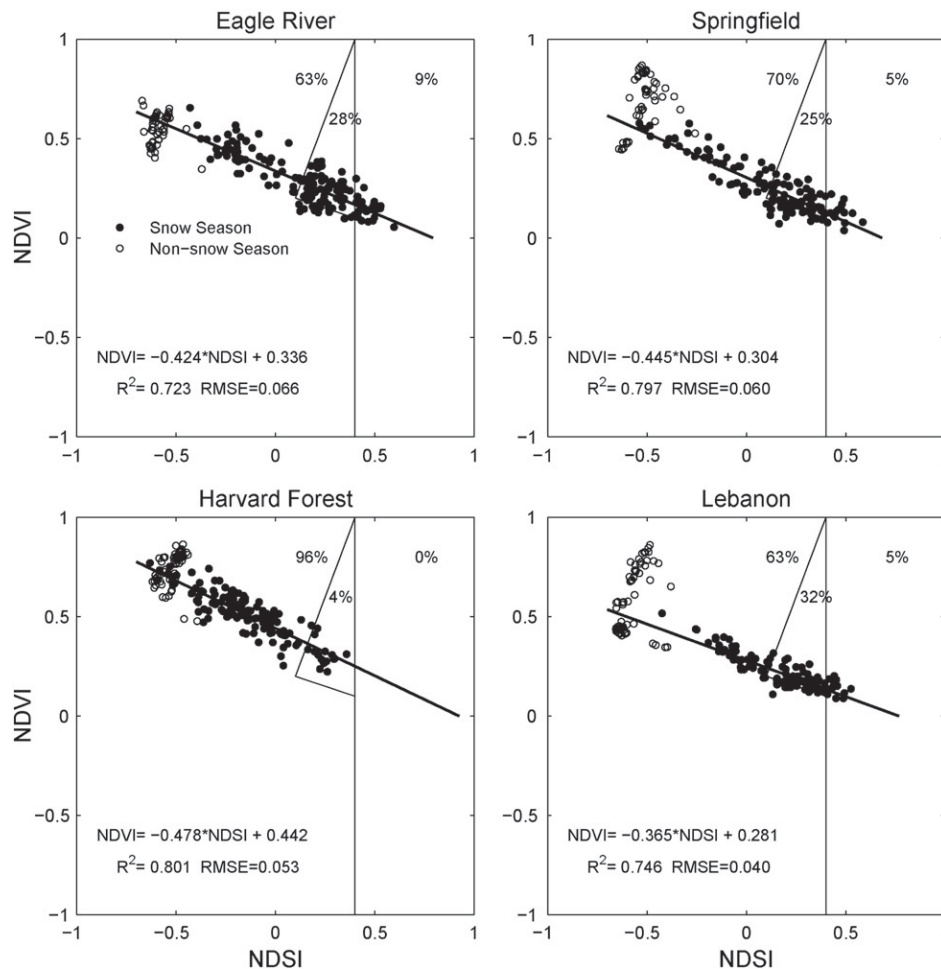 Eagle River
1
0.5
0
−0.5
−1
−1
−0.5
0
0.5
1
NDVI
63%
9%
28%
Snow Season
Non−snow Season
NDVI= −0.424*NDSI + 0.336
R²= 0.723 RMSE=0.066
Springfield
1
0.5
0
−0.5
−1
−1
−0.5
0
0.5
70%
5%
25%
NDVI= −0.445*NDSI + 0.304
R²= 0.797 RMSE=0.060
Harvard Forest
1
0.5
0
−0.5
−1
−1
−0.5
0
0.5
1
NDVI
NDSI
96%
0%
4%
NDVI= −0.478*NDSI + 0.442
R²= 0.801 RMSE=0.053
Lebanon
1
0.5
0
−0.5
−1
−1
−0.5
0
0.5
NDSI
63%
5%
32%
NDVI= −0.365*NDSI + 0.281
R²= 0.746 RMSE=0.040